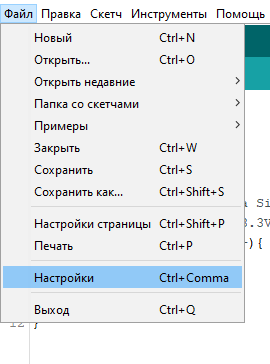 Файл Правка Скетч Инструменты Помощь
Новый Ctrl+N
Открыть... Ctrl+O
Открыть недавние
Папка со скетчами
Примеры
Закрыть Ctrl+W
Сохранить Ctrl+S
Сохранить как... Ctrl+Shift+S
a Si
Настройки страницы Ctrl+Shift+P
3.3V
Печать Ctrl+P
){
Настройки Ctrl+Comma
Выход Ctrl+Q
12 }